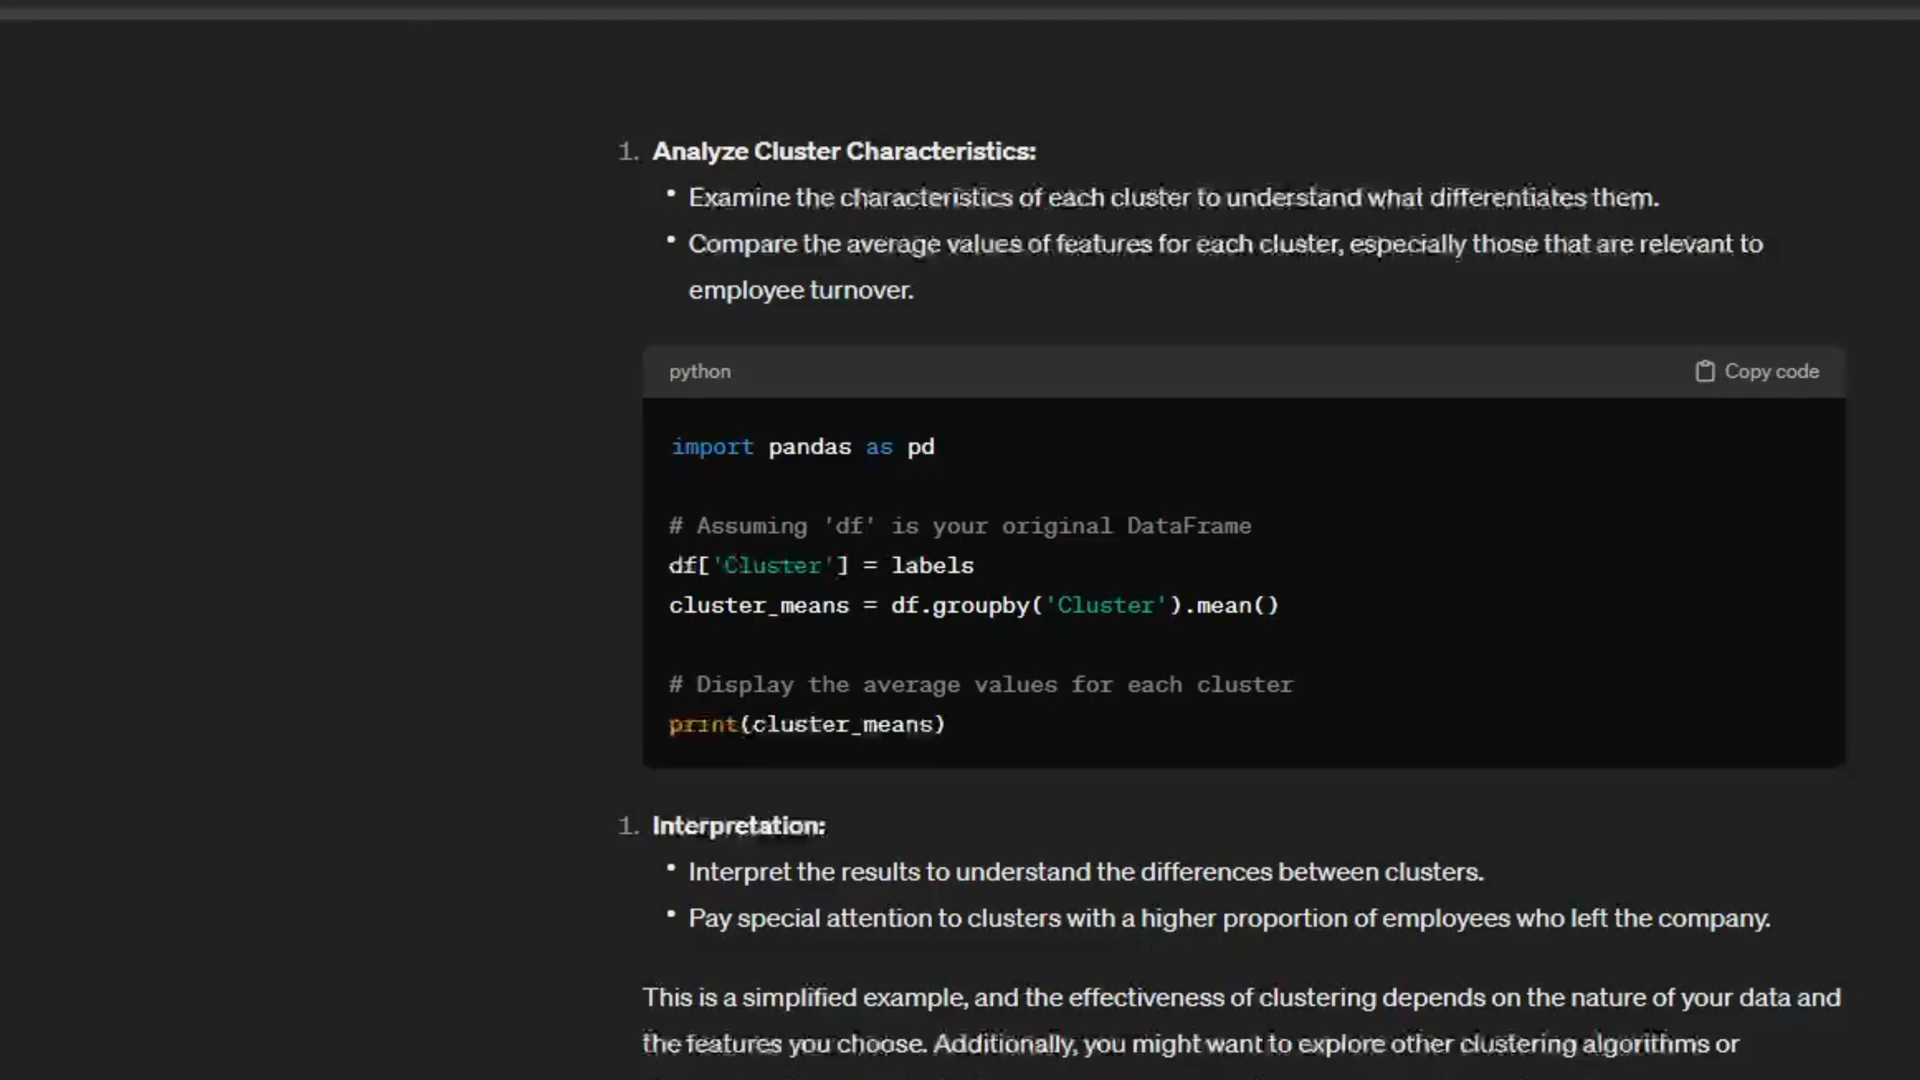 1. Analyze Cluster Characteristics:
• Examine the characteristics of each cluster to understand what differentiates them.
• Compare the average values of features for each cluster, especially those that are relevant to
employee turnover.
python
Copy code
import pandas as pd
# Assuming 'df' is your original DataFrame
df['Cluster'] = labels
cluster_means = df.groupby('Cluster').mean()
# Display the average values for each cluster
print(cluster_means)
1. Interpretation:
• Interpret the results to understand the differences between clusters.
• Pay special attention to clusters with a higher proportion of employees who left the company.
This is a simplified example, and the effectiveness of clustering depends on the nature of your data and
the features you choose. Additionally, you might want to explore other clustering algorithms or